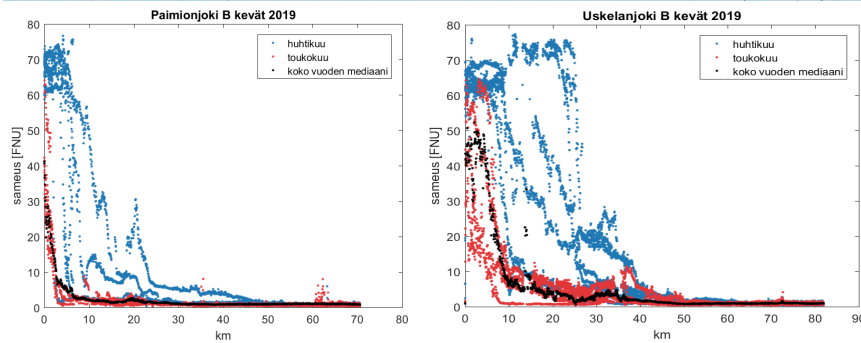 Paimionjoki B kevät 2019
80
70
60
50
40
30
20
10
0
sameus [FNU]
0 10 20 30 40 50 60 70 80
km
huhtikuu
toukokuu
koko vuoden mediaani
Uskelanjoki B kevät 2019
80
70
60
50
40
30
20
10
0
sameus [FNU]
0 10 20 30 40 50 60 70 80 90
km
huhtikuu
toukokuu
koko vuoden mediaani